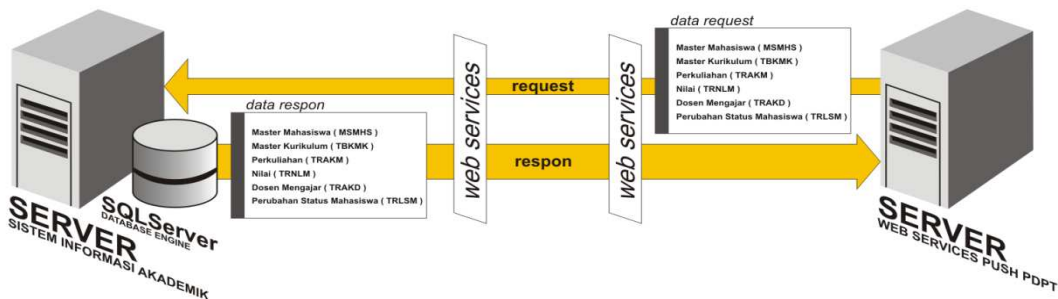 data request
Master Mahasiswa ( MSMHS )
Master Kurikulum ( TBKMK )
Perkuliahan ( TRAKM )
Nilai ( TRNLM )
Dosen Mengajar ( TRAKD )
Perubahan Status Mahasiswa ( TRLSM )
web services
web services
request
data respon
Master Mahasiswa ( MSMHS )
Master Kurikulum ( TBKMK )
Perkuliahan ( TRAKM )
Nilai ( TRNLM )
Dosen Mengajar ( TRAKD )
Perubahan Status Mahasiswa ( TRLSM )
respon
SQLServer
DATABASE ENGINE
SERVER
SISTEM INFORMASI AKADEMIK
SERVER
WEB SERVICES PUSH PDPT